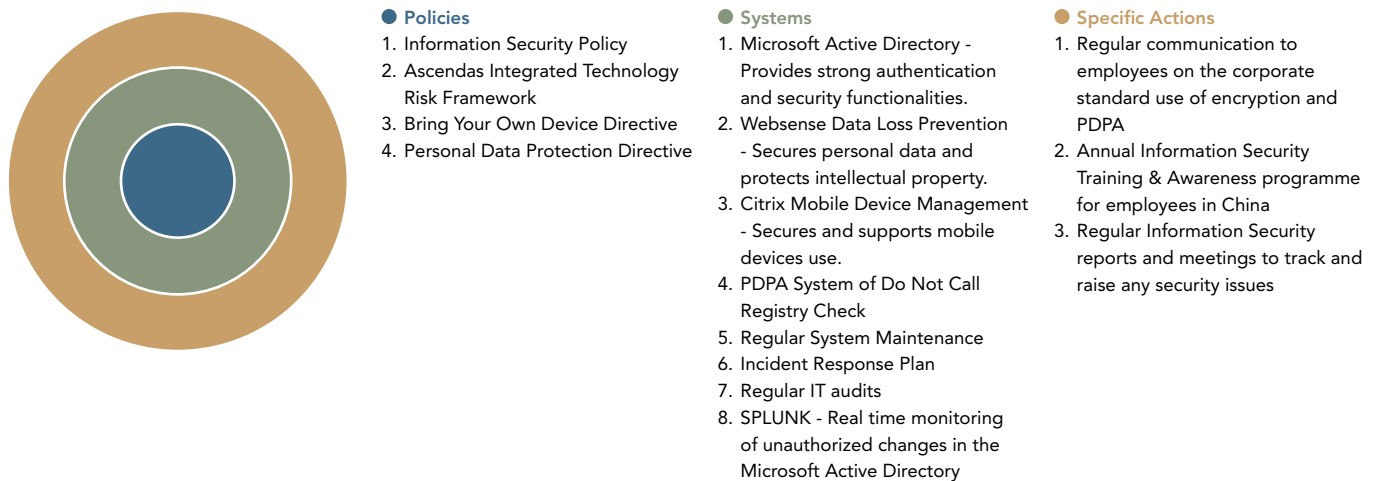 Policies
1. Information Security Policy
2. Ascendas Integrated Technology
Risk Framework
3. Bring Your Own Device Directive
4. Personal Data Protection Directive
Systems
1. Microsoft Active Directory -
Provides strong authentication
and security functionalities.
2. Websense Data Loss Prevention
- Secures personal data and
protects intellectual property.
3. Citrix Mobile Device Management
- Secures and supports mobile
devices use.
4. PDPA System of Do Not Call
Registry Check
5. Regular System Maintenance
6. Incident Response Plan
7. Regular IT audits
8. SPLUNK - Real time monitoring
of unauthorized changes in the
Microsoft Active Directory
Specific Actions
1. Regular communication to
employees on the corporate
standard use of encryption and
PDPA
2. Annual Information Security
Training & Awareness programme
for employees in China
3. Regular Information Security
reports and meetings to track and
raise any security issues